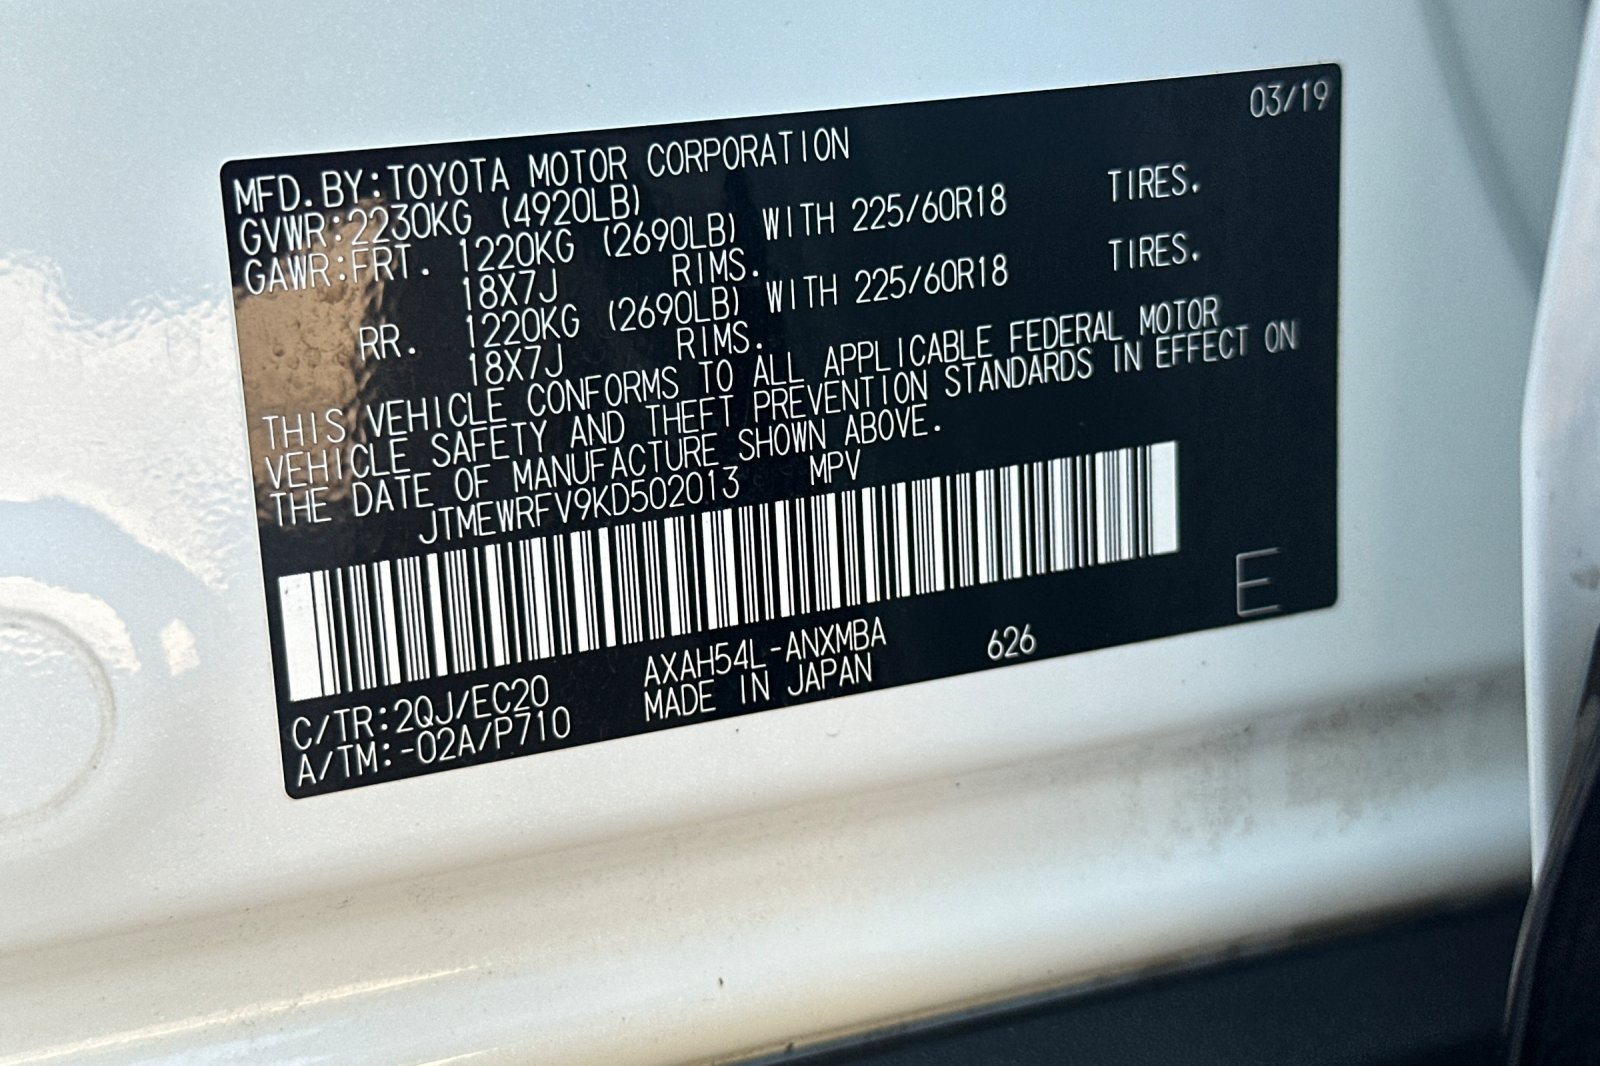 03/19
MFD.BY:TOYOTA MOTOR CORPORATION
GVWR:2230KG (4920LB)
GAWR:FRT. 1220KG (2690LB) WITH 225/60R18 TIRES.
18X7J RIMS.
RR. 1220KG (2690LB) WITH 225/60R18 TIRES.
18X7J RIMS.
THIS VEHICLE CONFORMS TO ALL APPLICABLE FEDERAL MOTOR
VEHICLE SAFETY AND THEFT PREVENTION STANDARDS IN EFFECT ON
THE DATE OF MANUFACTURE SHOWN ABOVE.
JTMEWRFV9KD502013 MPV
E
C/TR:2QJ/EC20 AXAH54L-ANXMBA 626
A/TM:-02A/P710 MADE IN JAPAN